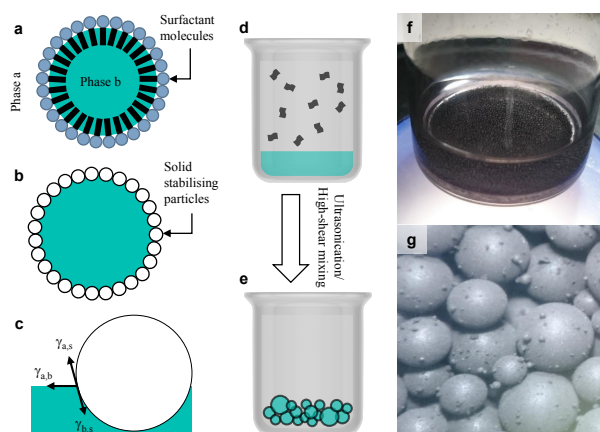 a
Surfactant
molecules
Phase a
Phase b
b
Solid
stabilising
particles
c
γa,s
γa,b
γb,s
d
Ultrasonication/
High-shear mixing
e
f
g